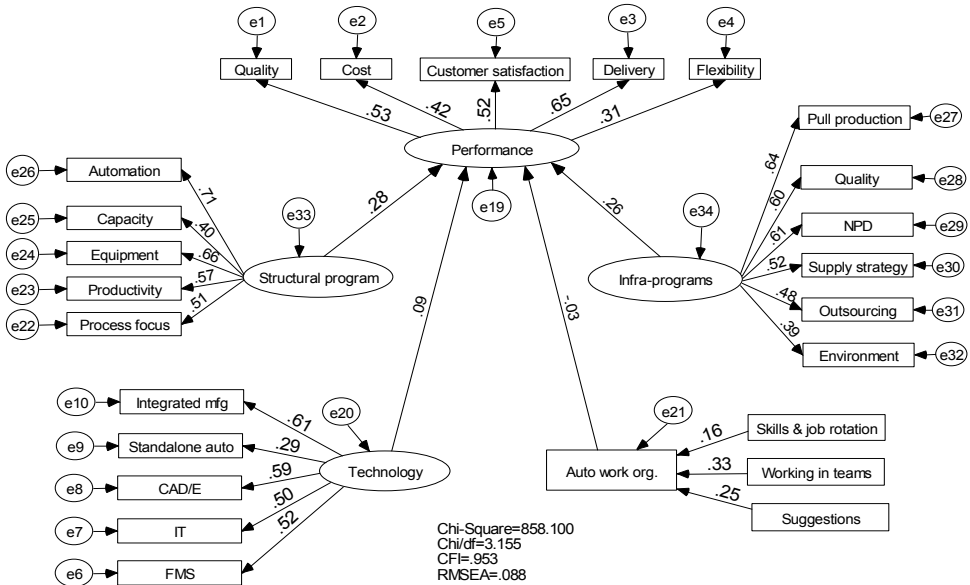 e1
e2
e5
e3
e4
Quality
Cost
Customer satisfaction
Delivery
Flexibility
.53
.42
.52
.65
.31
Performance
e19
e26
Automation
.71
e25
Capacity
.40
e24
Equipment
.66
e23
Productivity
.57
e22
Process focus
.51
e33
Structural program
.28
.09
-.03
.26
e34
Infra-programs
Pull production
e27
.64
Quality
e28
.60
NPD
e29
.61
Supply strategy
e30
.52
Outsourcing
e31
.48
Environment
e32
.39
e10
Integrated mfg
.61
e9
Standalone auto
.29
e8
CAD/E
.59
e7
IT
.50
e6
FMS
.52
e20
Technology
e21
Auto work org.
.16
Skills & job rotation
.33
Working in teams
.25
Suggestions
Chi-Square=858.100
Chi/df=3.155
CFI=.953
RMSEA=.088